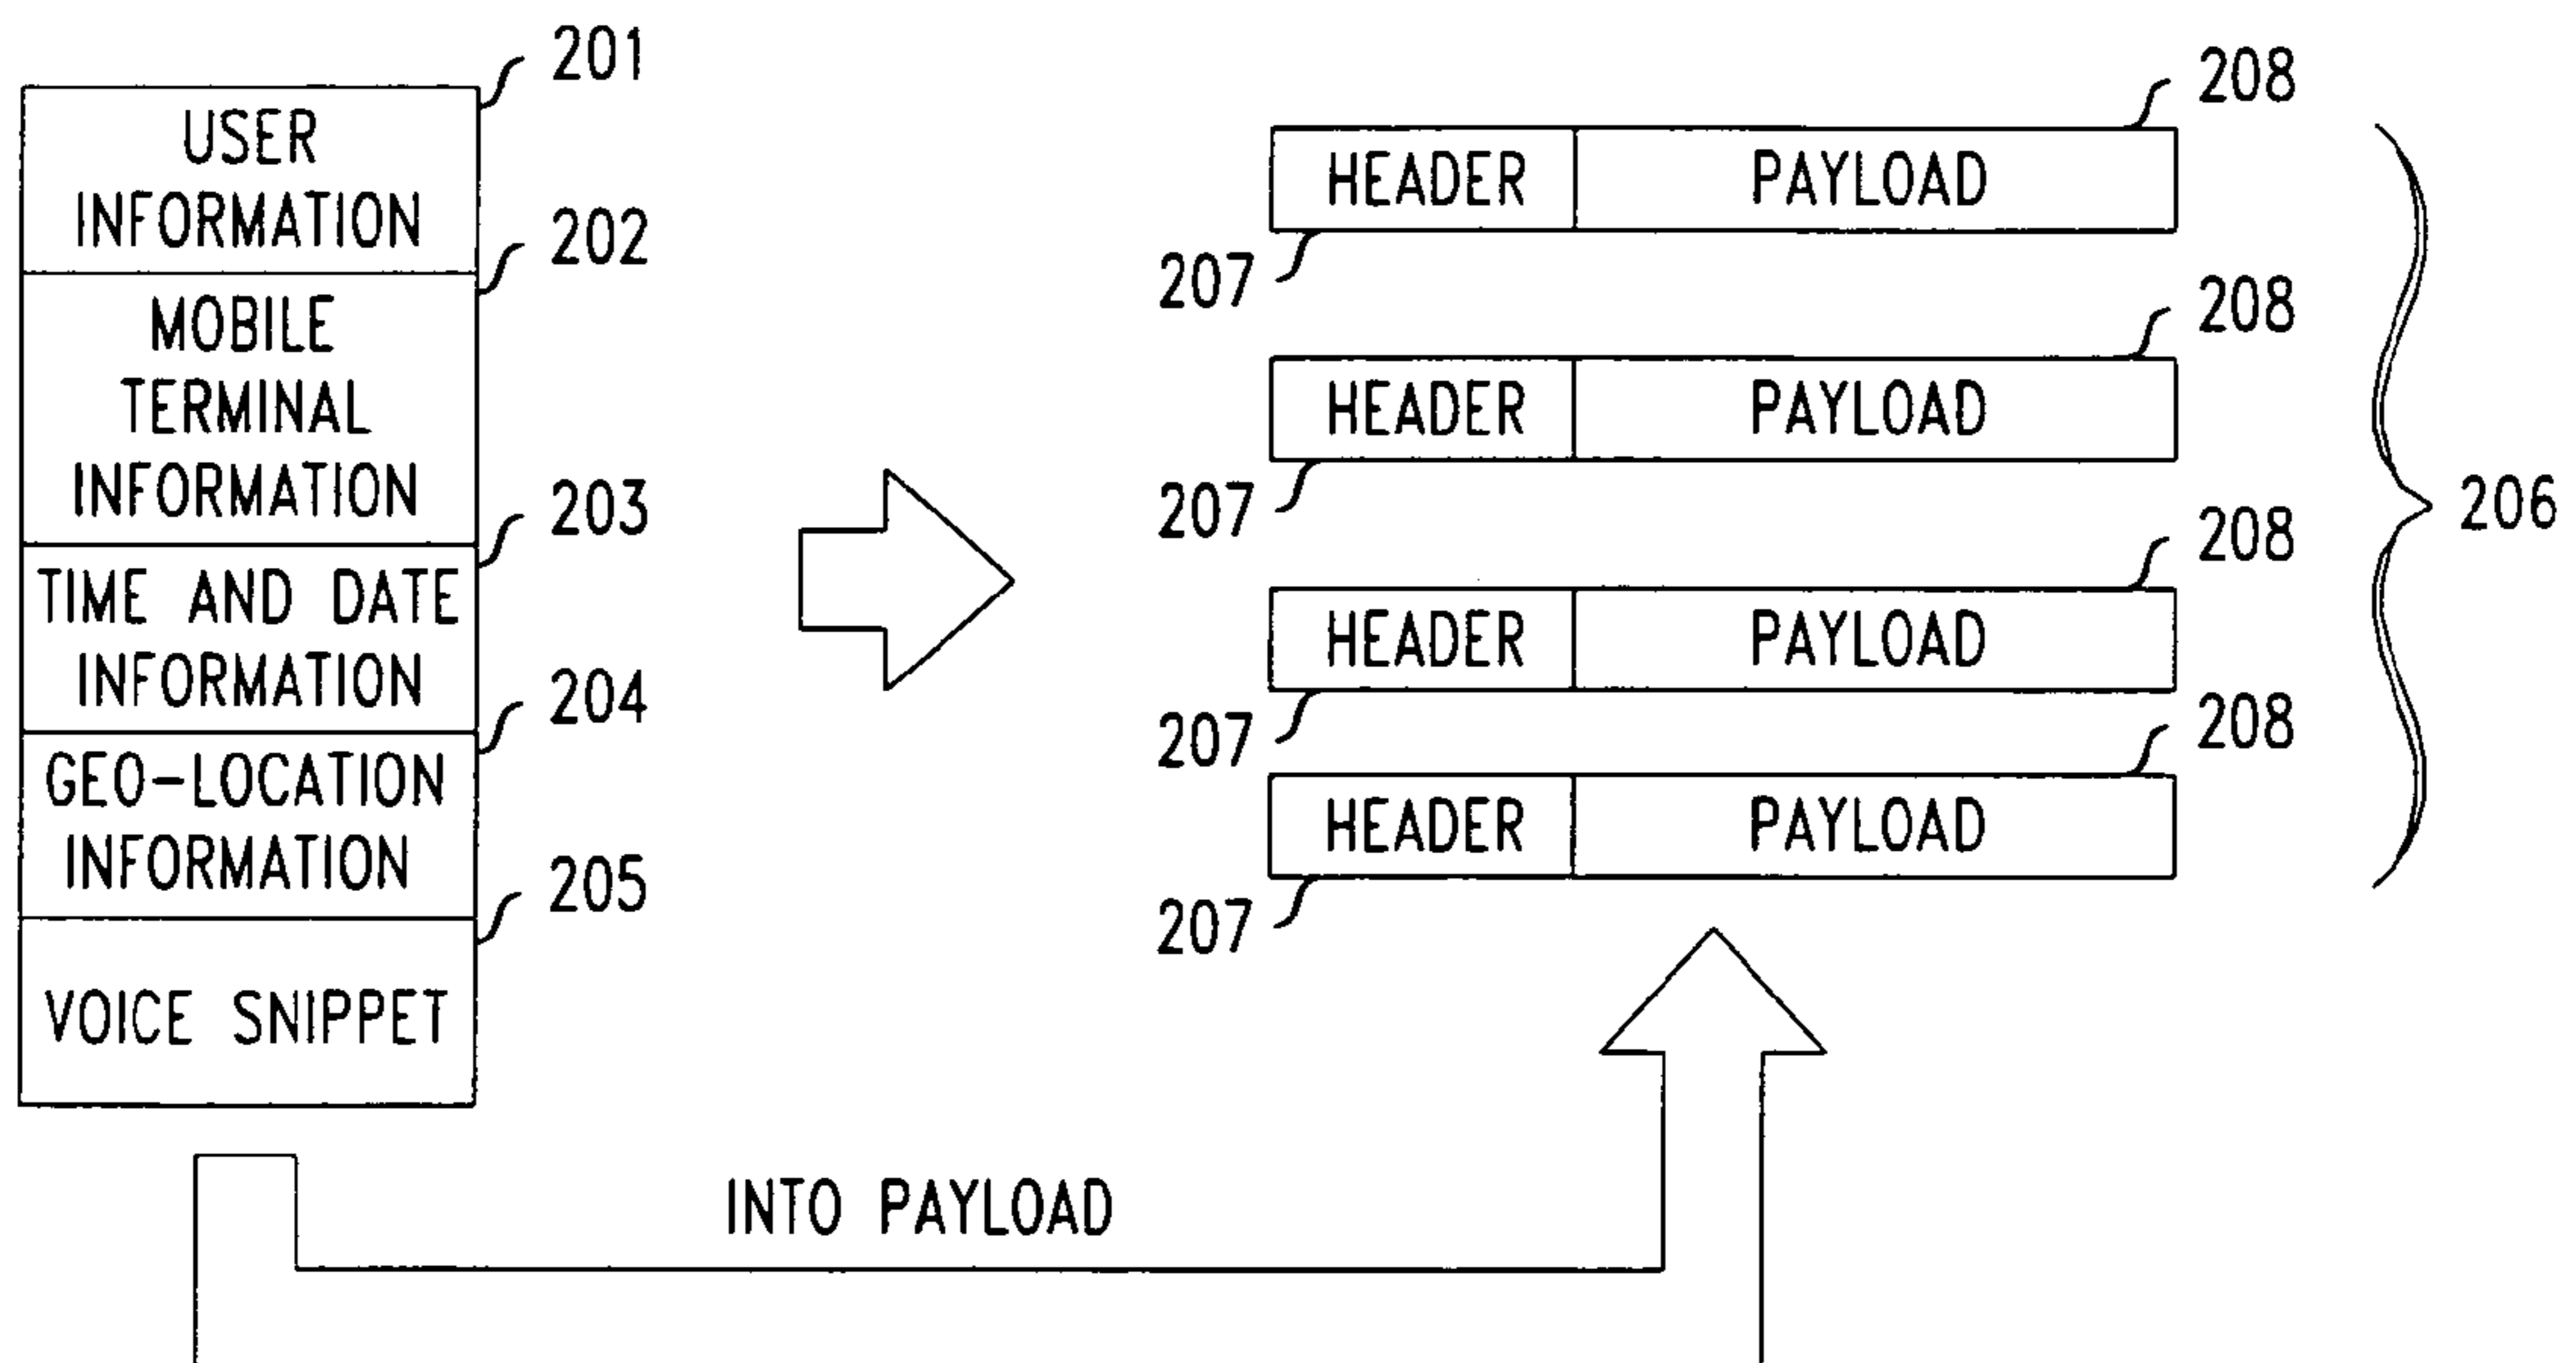 201
USER
INFORMATION
202
MOBILE
TERMINAL
INFORMATION
203
TIME AND DATE
INFORMATION
204
GEO-LOCATION
INFORMATION
205
VOICE SNIPPET
208
HEADER PAYLOAD
207
208
HEADER PAYLOAD
207
208
HEADER PAYLOAD
207
208
HEADER PAYLOAD
207
206
INTO PAYLOAD